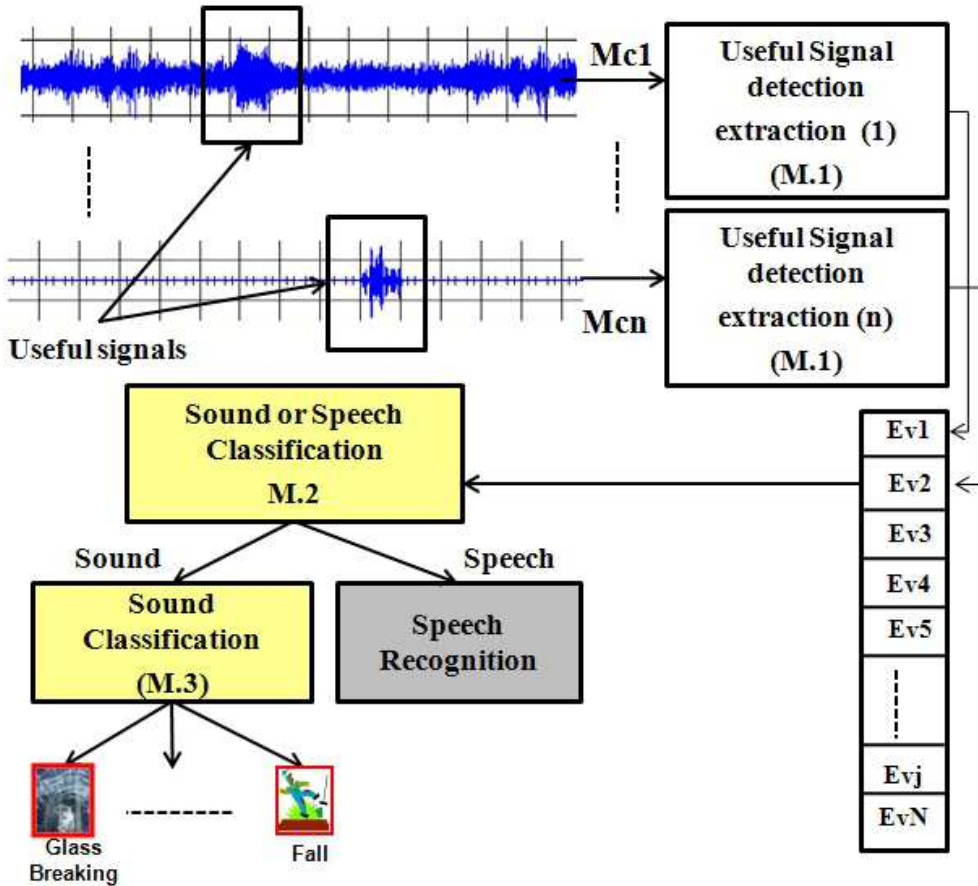 Mc1
Useful Signal
detection
extraction (1)
(M.1)
Useful Signal
detection
extraction (n)
(M.1)
Mcn
Useful signals
Sound or Speech
Classification
M.2
Sound
Speech
Sound
Classification
(M.3)
Speech
Recognition
Glass
Breaking
Fall
Ev1
Ev2
Ev3
Ev4
Ev5
Evj
EvN